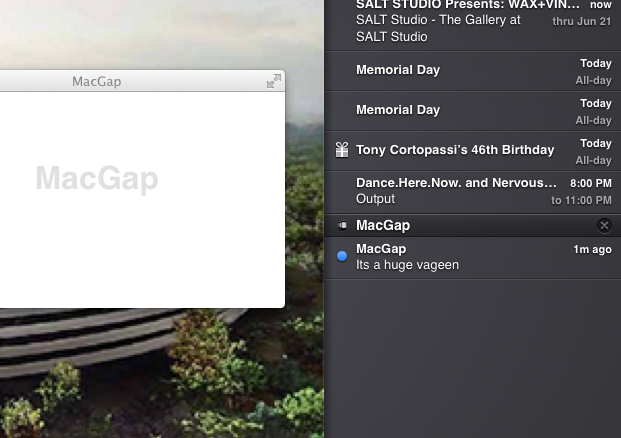 MacGap
MacGap
SALT STUDIO Presents: WAX+VIN... now
SALT Studio - The Gallery at thru Jun 21
SALT Studio
Memorial Day Today
All-day
Memorial Day Today
All-day
Tony Cortopassi's 46th Birthday Today
All-day
Dance.Here.Now. and Nervous... 8:00 PM
Output to 11:00 PM
MacGap
MacGap 1m ago
Its a huge vageen